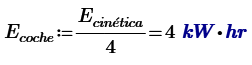 E_coche := E_cinética / 4 = 4 kW · hr